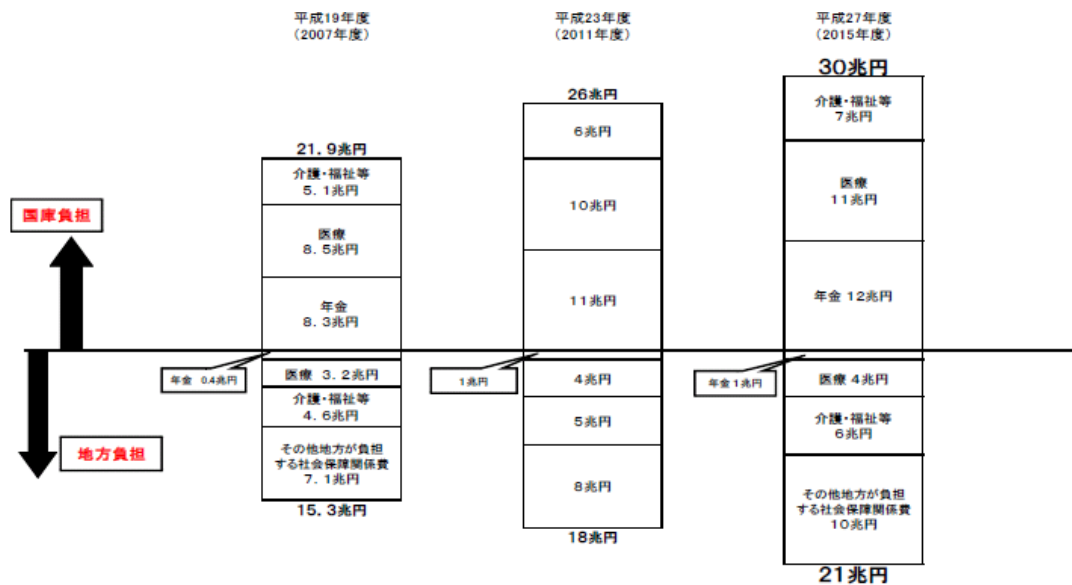 平成19年度
(2007年度)
平成23年度
(2011年度)
平成27年度
(2015年度)
30兆円
介護・福祉等
7兆円
26兆円
6兆円
21.9兆円
介護・福祉等
5.1兆円
医療
11兆円
10兆円
国庫負担
医療
8.5兆円
年金 12兆円
11兆円
年金
8.3兆円
年金 0.4兆円
医療 3.2兆円
1兆円
4兆円
年金1兆円
医療 4兆円
介護・福祉等
4.6兆円
5兆円
介護・福祉等
6兆円
地方負担
その他地方が負担
する社会保障関係費
7.1兆円
8兆円
その他地方が負担
する社会保障関係費
10兆円
15.3兆円
18兆円
21兆円